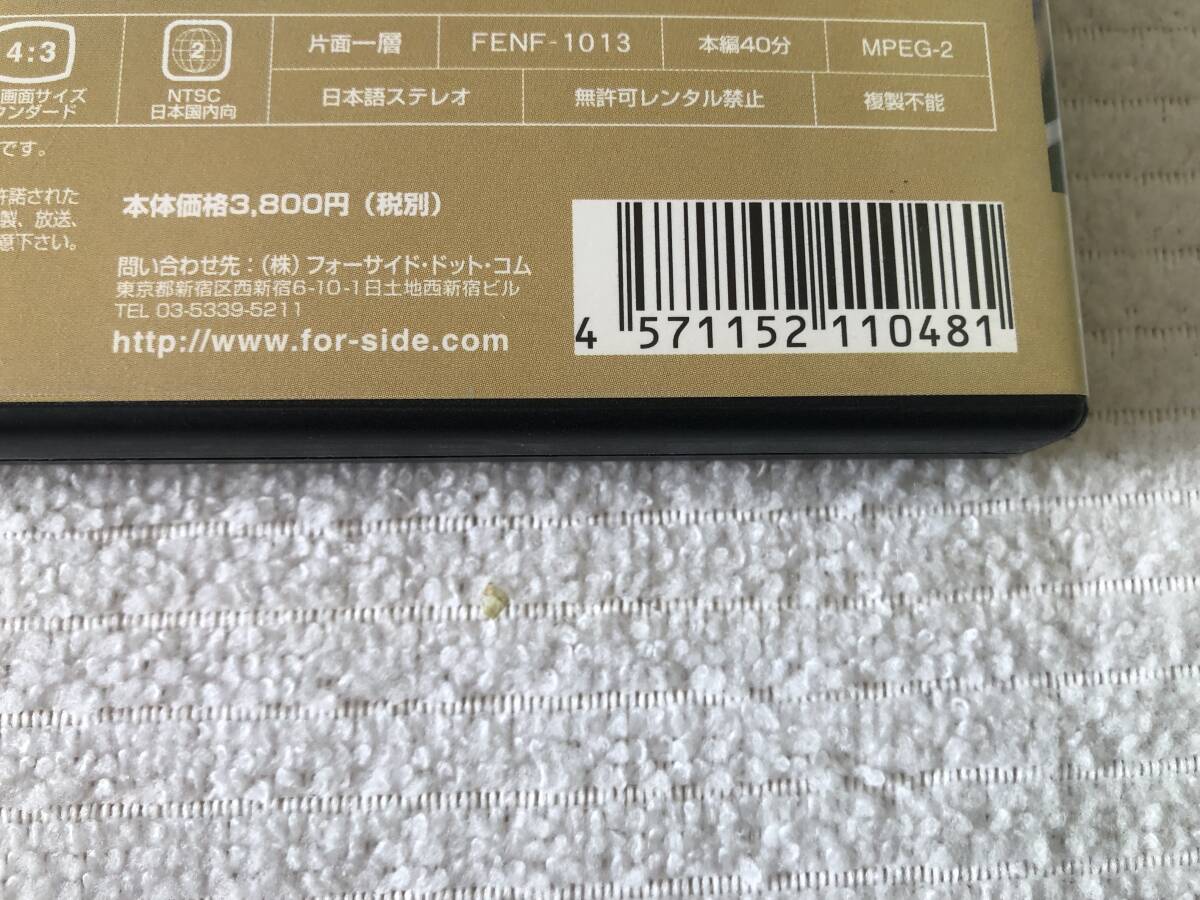 4:3
画面サイズ
タンダード
2
NTSC
日本国内向
片面一層
FENF-1013
本編40分
MPEG-2
日本語ステレオ
無許可レンタル禁止
複製不能
です。
許諾された
製、放送、
意下さい。
本体価格3,800円（税別）
問い合わせ先：（株）フォーサイド・ドット・コム
東京都新宿区西新宿6-10-1日土地西新宿ビル
TEL 03-5339-5211
http://www.for-side.com
4 571152 110481